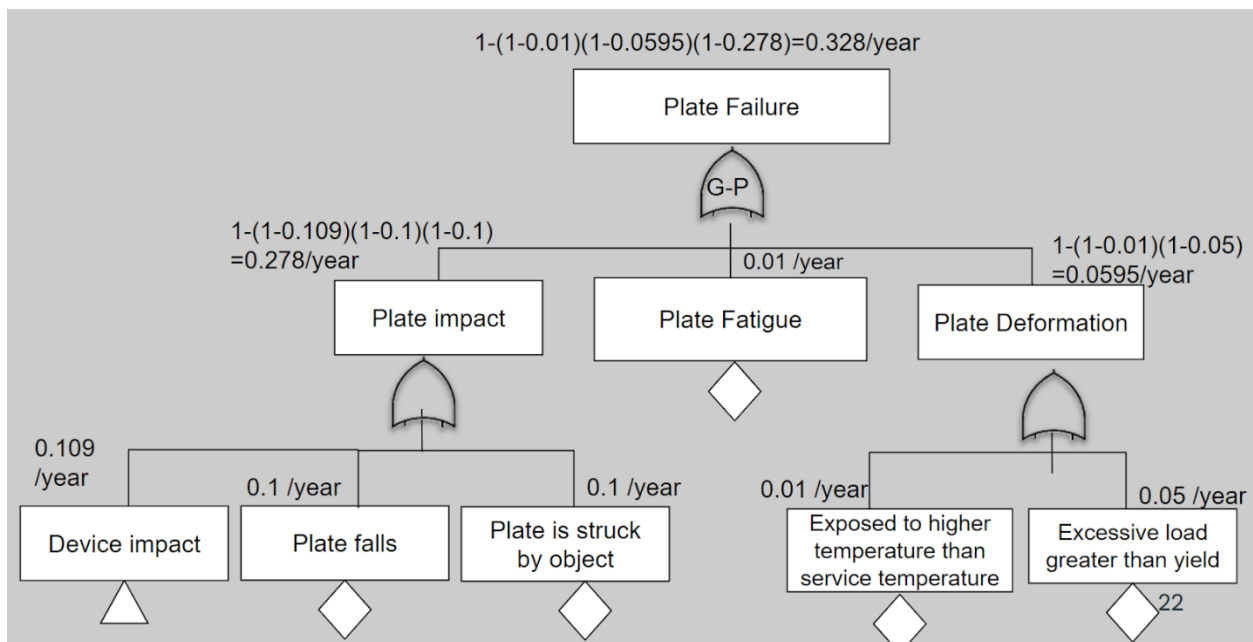 1-(1-0.01)(1-0.0595)(1-0.278)=0.328/year
Plate Failure
G-P
1-(1-0.109)(1-0.1)(1-0.1)
=0.278/year
0.01 /year
1-(1-0.01)(1-0.05)
=0.0595/year
Plate impact
Plate Fatigue
Plate Deformation
0.109
/year
0.1 /year
0.1 /year
0.01 /year
0.05 /year
Device impact
Plate falls
Plate is struck
by object
Exposed to higher
temperature than
service temperature
Excessive load
greater than yield
22